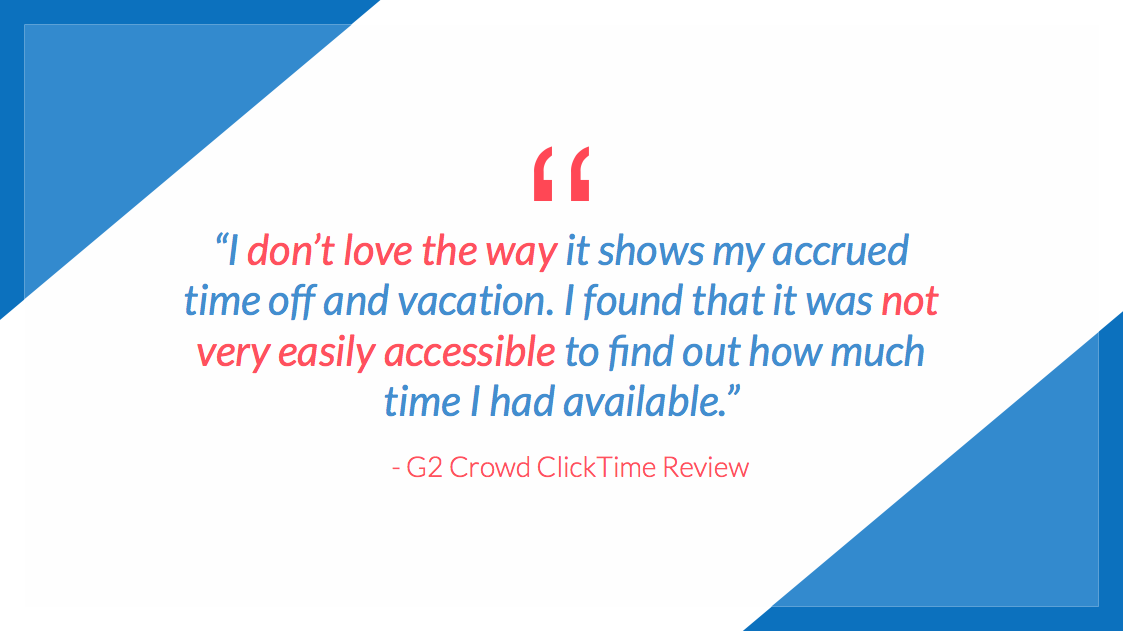 “
“I don’t love the way it shows my accrued
time off and vacation. I found that it was not
very easily accessible to find out how much
time I had available.”
- G2 Crowd ClickTime Review